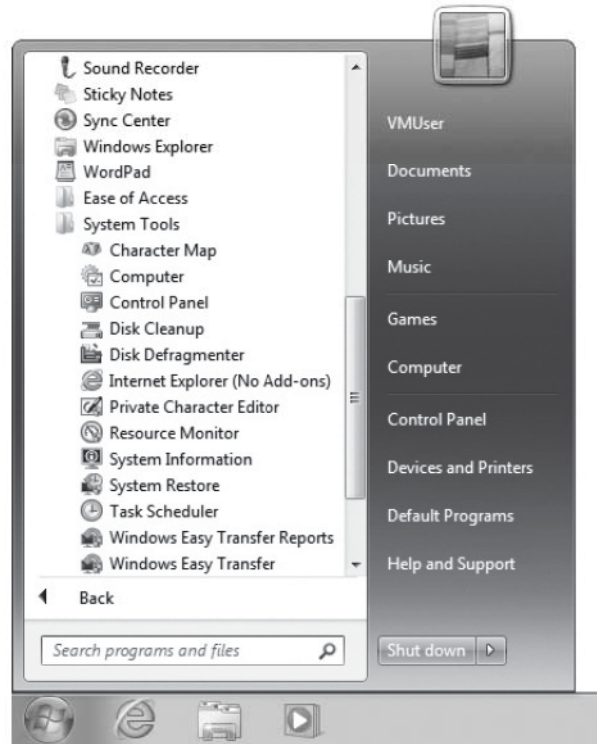 Sound Recorder
Sticky Notes
Sync Center
Windows Explorer
WordPad
Ease of Access
System Tools
Character Map
Computer
Control Panel
Disk Cleanup
Disk Defragmenter
Internet Explorer (No Add-ons)
Private Character Editor
Resource Monitor
System Information
System Restore
Task Scheduler
Windows Easy Transfer Reports
Windows Easy Transfer
Back
Search programs and files
VMUser
Documents
Pictures
Music
Games
Computer
Control Panel
Devices and Printers
Default Programs
Help and Support
Shut down